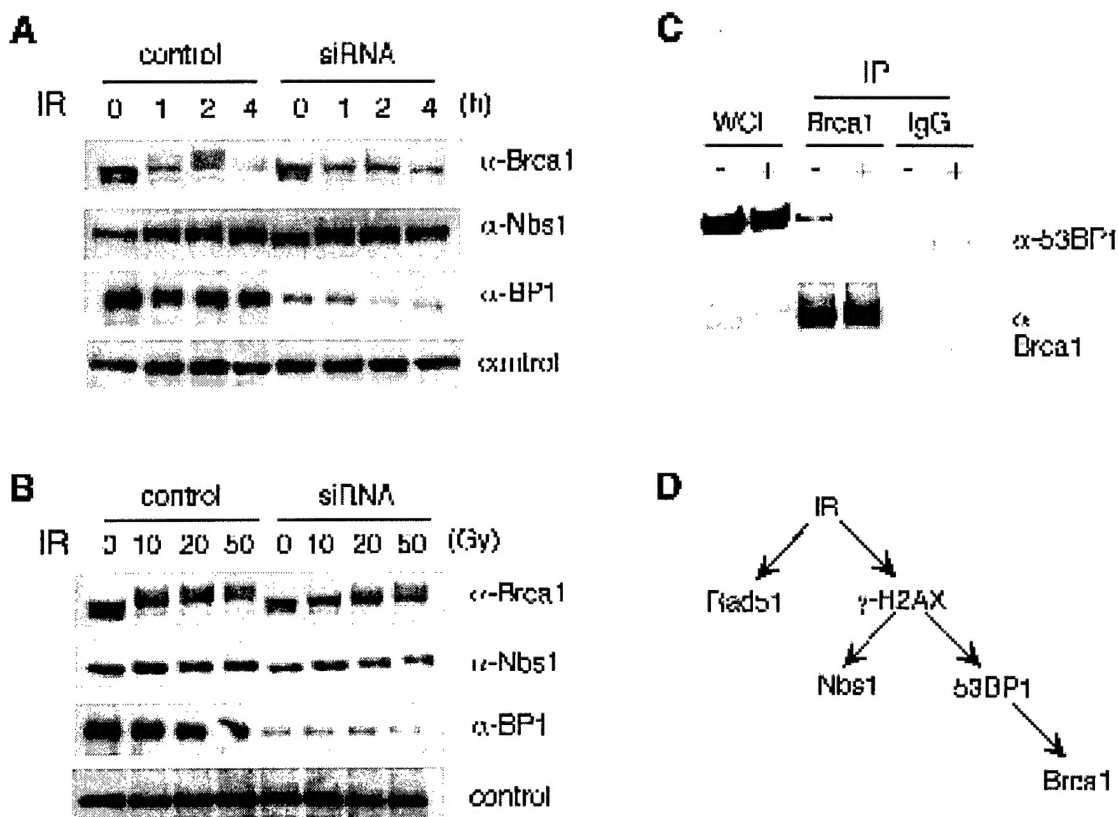 A
control siRNA
IR 0 1 2 4 0 1 2 4 (h)
α-Brca1
α-Nbs1
α-BP1
control
B
control siRNA
IR 0 10 20 50 0 10 20 50 (Gy)
α-Brca1
α-Nbs1
α-BP1
control
C
IP
WCl Brca1 IgG
- + - + - +
α-53BP1
α
Brca1
D
IR
Rad51 γ-H2AX
Nbs1 53BP1
Brca1